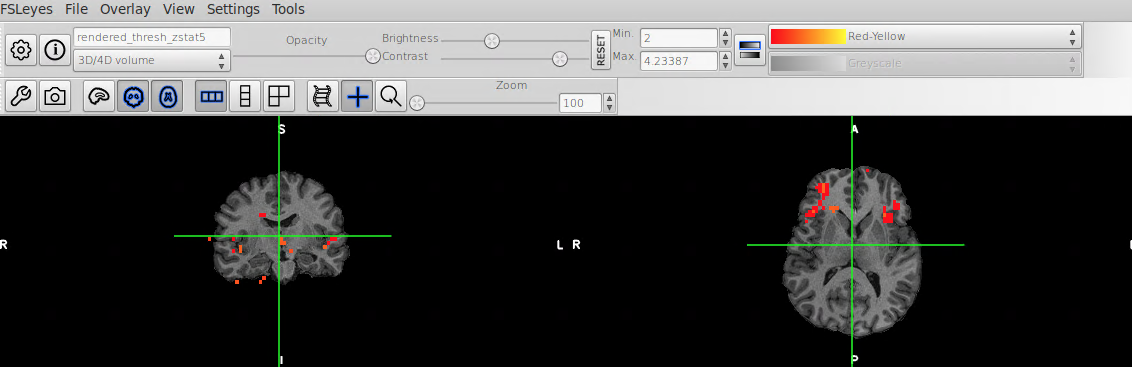 FSLeyes File Overlay View Settings Tools
rendered_thresh_zstat5
3D/4D volume
Opacity
Brightness
Contrast
RESET
Min. 2
Max. 4.23387
Red-Yellow
Greyscale
Zoom
100
S
R
L
I
A
R
P